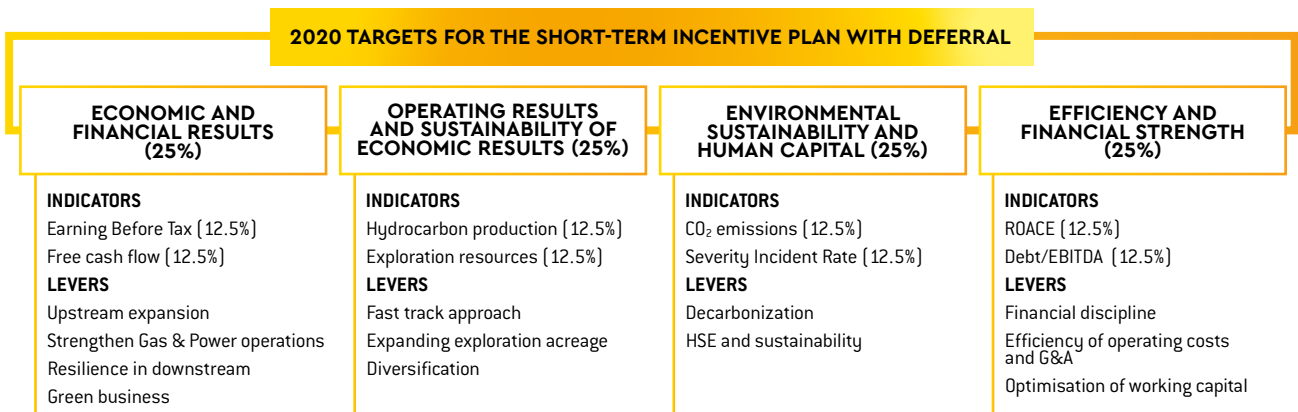 2020 TARGETS FOR THE SHORT-TERM INCENTIVE PLAN WITH DEFERRAL
ECONOMIC AND
FINANCIAL RESULTS
(25%)
INDICATORS
Earning Before Tax (12.5%)
Free cash flow (12.5%)
LEVERS
Upstream expansion
Strengthen Gas & Power operations
Resilience in downstream
Green business
OPERATING RESULTS
AND SUSTAINABILITY OF
ECONOMIC RESULTS (25%)
INDICATORS
Hydrocarbon production (12.5%)
Exploration resources (12.5%)
LEVERS
Fast track approach
Expanding exploration acreage
Diversification
ENVIRONMENTAL
SUSTAINABILITY AND
HUMAN CAPITAL (25%)
INDICATORS
CO₂ emissions (12.5%)
Severity Incident Rate (12.5%)
LEVERS
Decarbonization
HSE and sustainability
EFFICIENCY AND
FINANCIAL STRENGTH
(25%)
INDICATORS
ROACE (12.5%)
Debt/EBITDA (12.5%)
LEVERS
Financial discipline
Efficiency of operating costs
and G&A
Optimisation of working capital